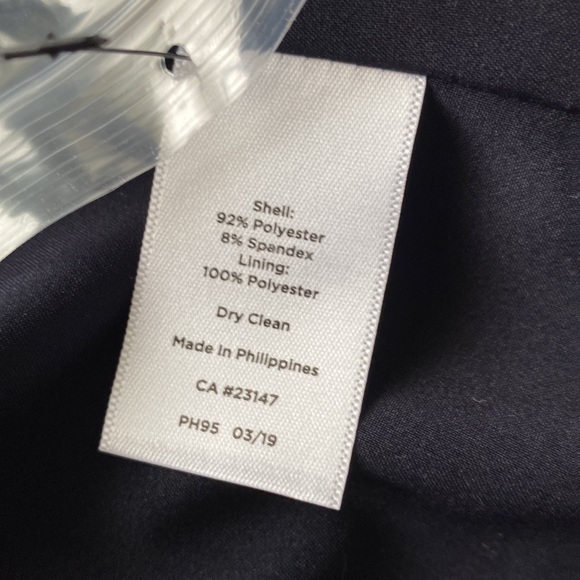 Shell:
92% Polyester
8% Spandex
Lining:
100% Polyester
Dry Clean
Made In Philippines
CA #23147
PH95 03/19